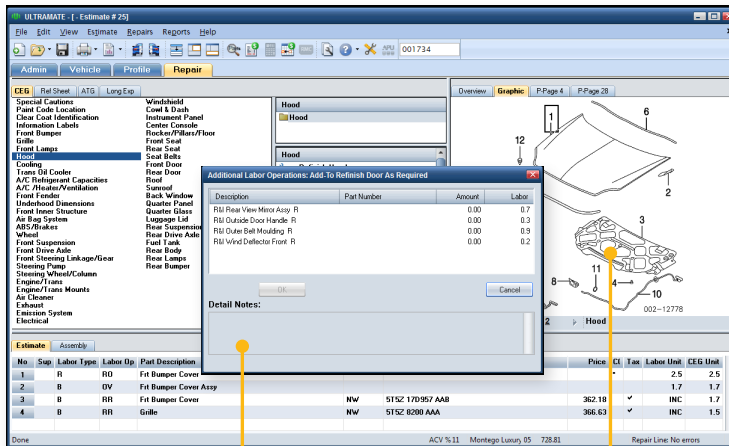 ULTRAMATE - [ - Estimate # 25]
File Edit View Estimate Repairs Reports Help
001734
Admin Vehicle Profile Repair
CEG Ref Sheet ATG Long Exp
Overview Graphic P-Page 4 P-Page 28
Special Cautions Windshield
Paint Code Location Cowl & Dash
Clear Coat Identification Instrument Panel
Information Labels Center Console
Front Bumper Rocker/Pillars/Floor
Grille Front Seat
Front Lamps Rear Seat
Hood Seat Belts
Cooling Front Door
Trans Oil Cooler Rear Door
A/C Refrigerant Capacities Roof
A/C /Heater/Ventilation Sunroof
Front Fender Back Window
Underhood Dimensions Quarter Panel
Front Inner Structure Quarter Glass
Air Bag System Luggage Lid
ABS/Brakes Rear Suspension
Wheel Rear Drive Axle
Front Suspension Fuel Tank
Front Drive Axle Rear Body
Front Steering Linkage/Gear Rear Lamps
Steering Pump Rear Bumper
Steering Wheel/Column
Engine/Trans
Engine/Trans Mounts
Air Cleaner
Exhaust
Emission System
Electrical
Hood
Hood
Hood
1
6
12
2
3
11
8
4
10
002-12778
2 Hood
Additional Labor Operations: Add-To Refinish Door As Required
Description Part Number Amount Labor
R&I Rear View Mirror Assy R 0.00 0.7
R&I Outside Door Handle R 0.00 0.3
R&I Outer Belt Moulding R 0.00 0.9
R&I Wind Deflector Front R 0.00 0.2
OK Cancel
Detail Notes:
Estimate Assembly
No Sup Labor Type Labor Op Part Description Price Tax Labor Unit CEG Unit
1 R RO Frt Bumper Cover 2.5 2.5
2 B OV Frt Bumper Cover Assy 1.7 1.7
3 B RR Frt Bumper Cover NW 5T5Z 17D957 AAB 362.18 INC 1.7
4 B RR Grille NW 5T5Z 8200 AAA 366.63 INC 1.5
Done ACV %11 Montego Luxury 05 728.81 Repair Line: No errors